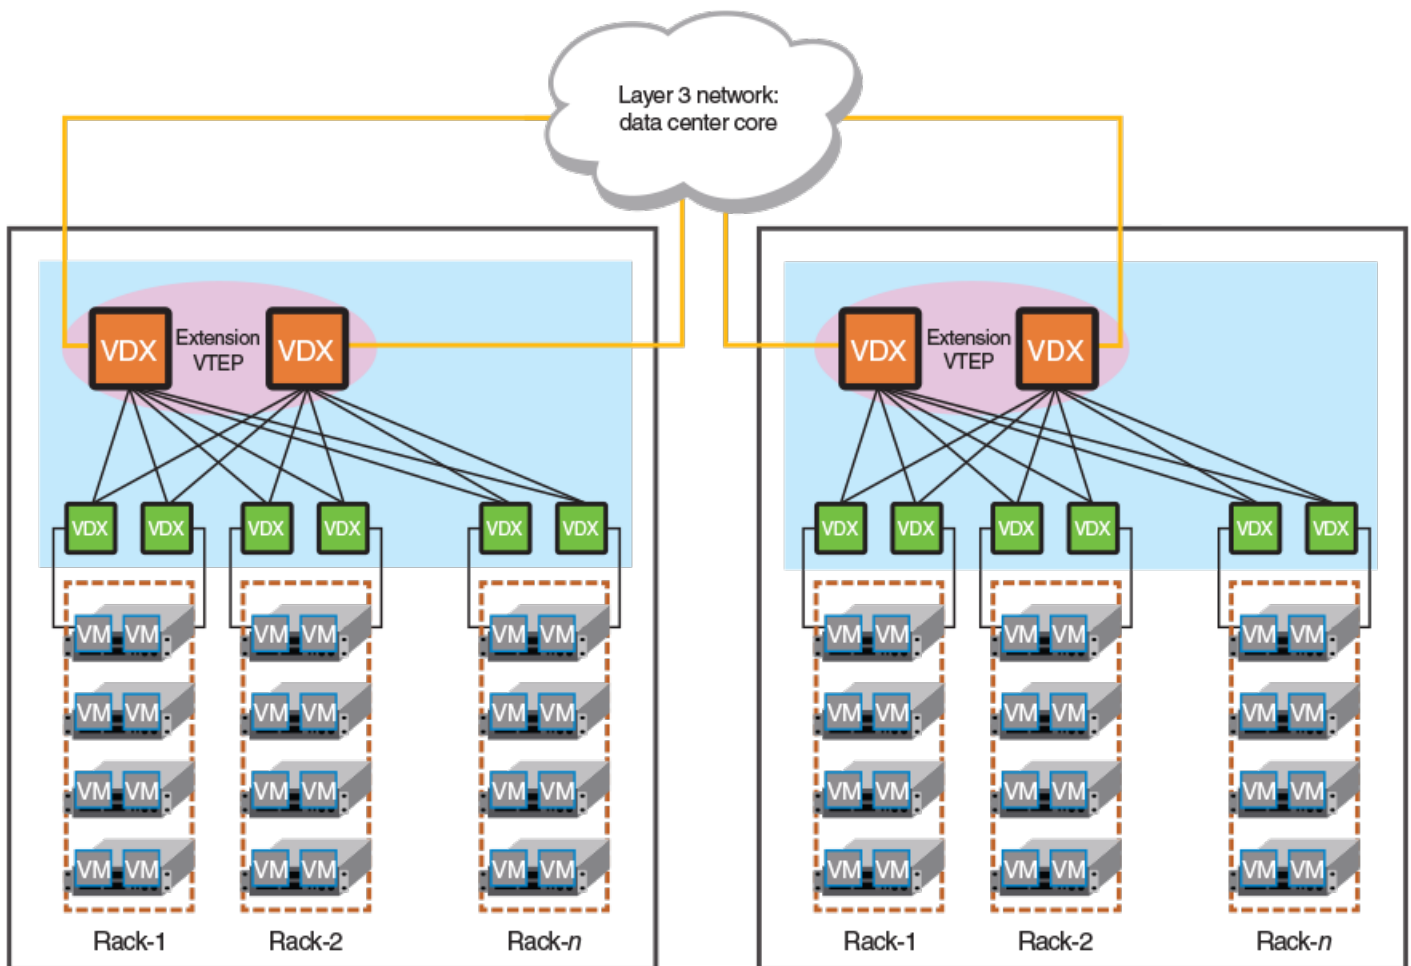 Layer 3 network:
data center core
VDX Extension VTEP VDX VDX Extension VTEP VDX
VDX VDX VDX VDX VDX VDX VDX VDX VDX VDX VDX VDX
VM VM VM VM VM VM VM VM VM VM VM VM
VM VM VM VM VM VM VM VM VM VM VM VM
VM VM VM VM VM VM VM VM VM VM VM VM
VM VM VM VM VM VM VM VM VM VM VM VM
Rack-1 Rack-2 Rack-n Rack-1 Rack-2 Rack-n